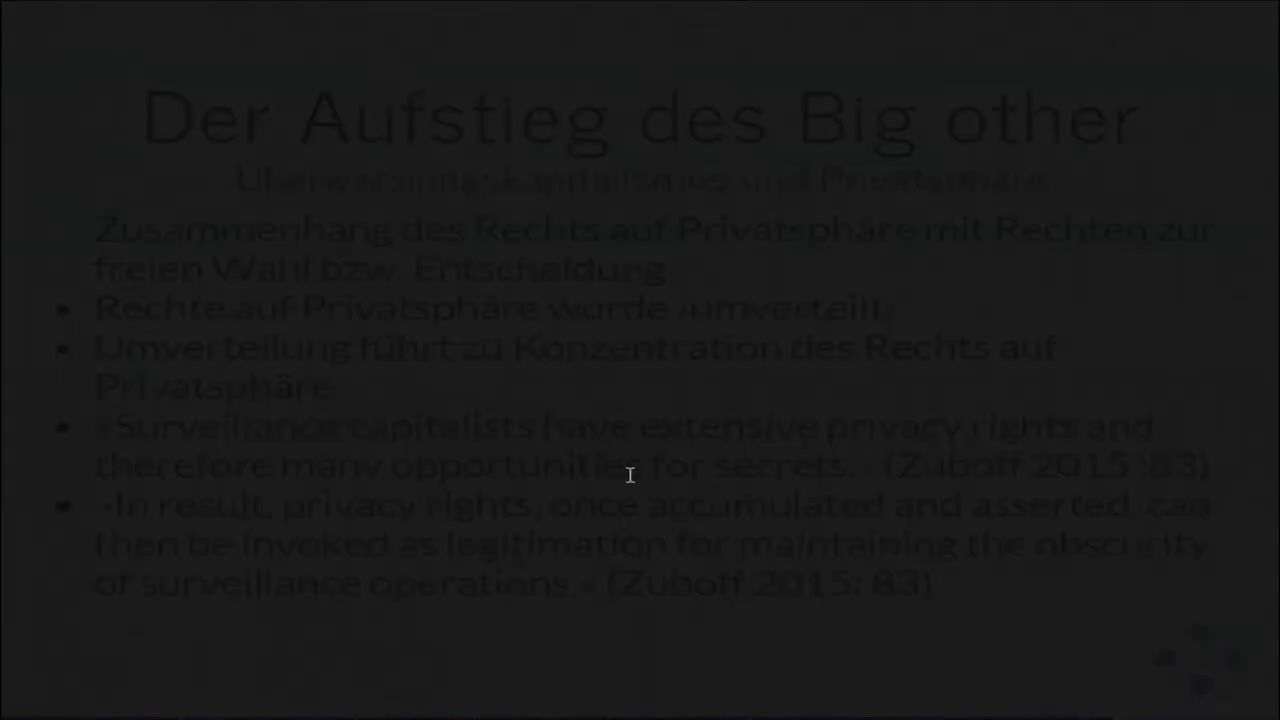 Der Aufstieg des Big other
Überwachungskapitalismus und Privatsphäre
Zusammenhang des Rechts auf Privatsphäre mit Rechten zur
freien Wahl bzw. Entscheidung
• Rechte auf Privatsphäre wurde umverteilt
• Umverteilung führt zu Konzentration des Rechts auf
Privatsphäre
• «Surveillance capitalists have extensive privacy rights and
therefore many opportunities for secrets.» (Zuboff 2015:83)
• «In result, privacy rights, once accumulated and asserted, can
then be invoked as legitimation for maintaining the obscurity
of surveillance operations.» (Zuboff 2015: 83)